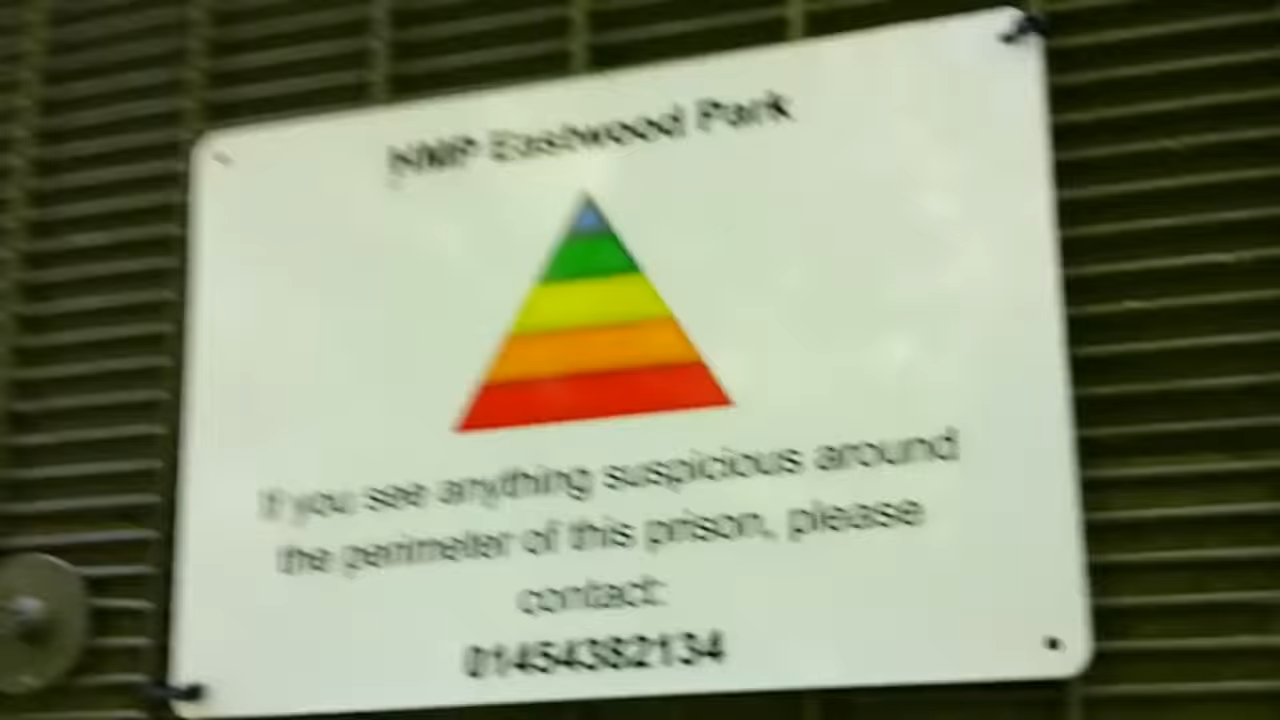 HMP Eastwood Park
If you see anything suspicious around
the perimeter of this prison, please
contact:
01454382134